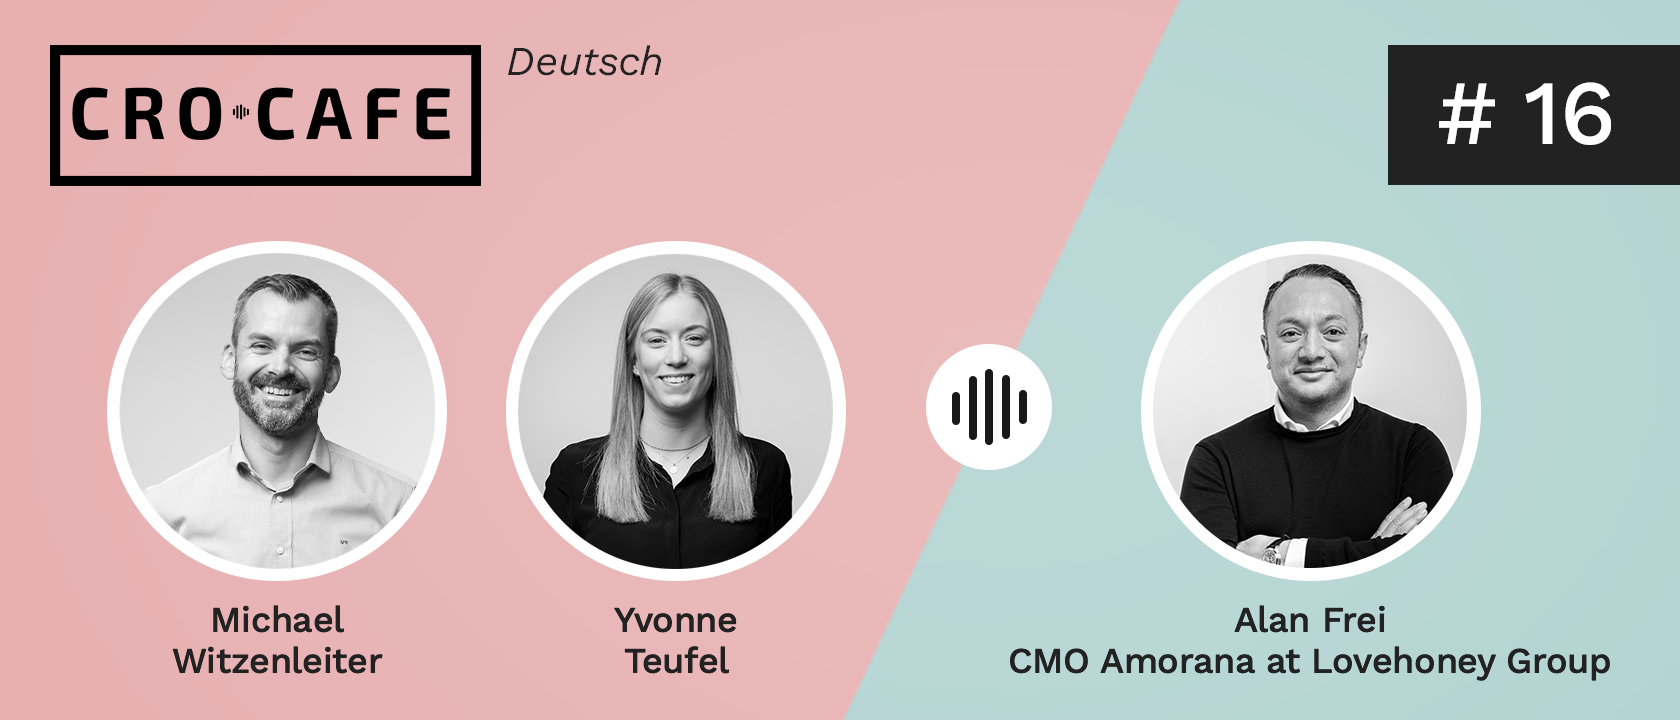 CRO CAFE
Deutsch
# 16
Michael
Witzenleiter
Yvonne
Teufel
Alan Frei
CMO Amorana at Lovehoney Group